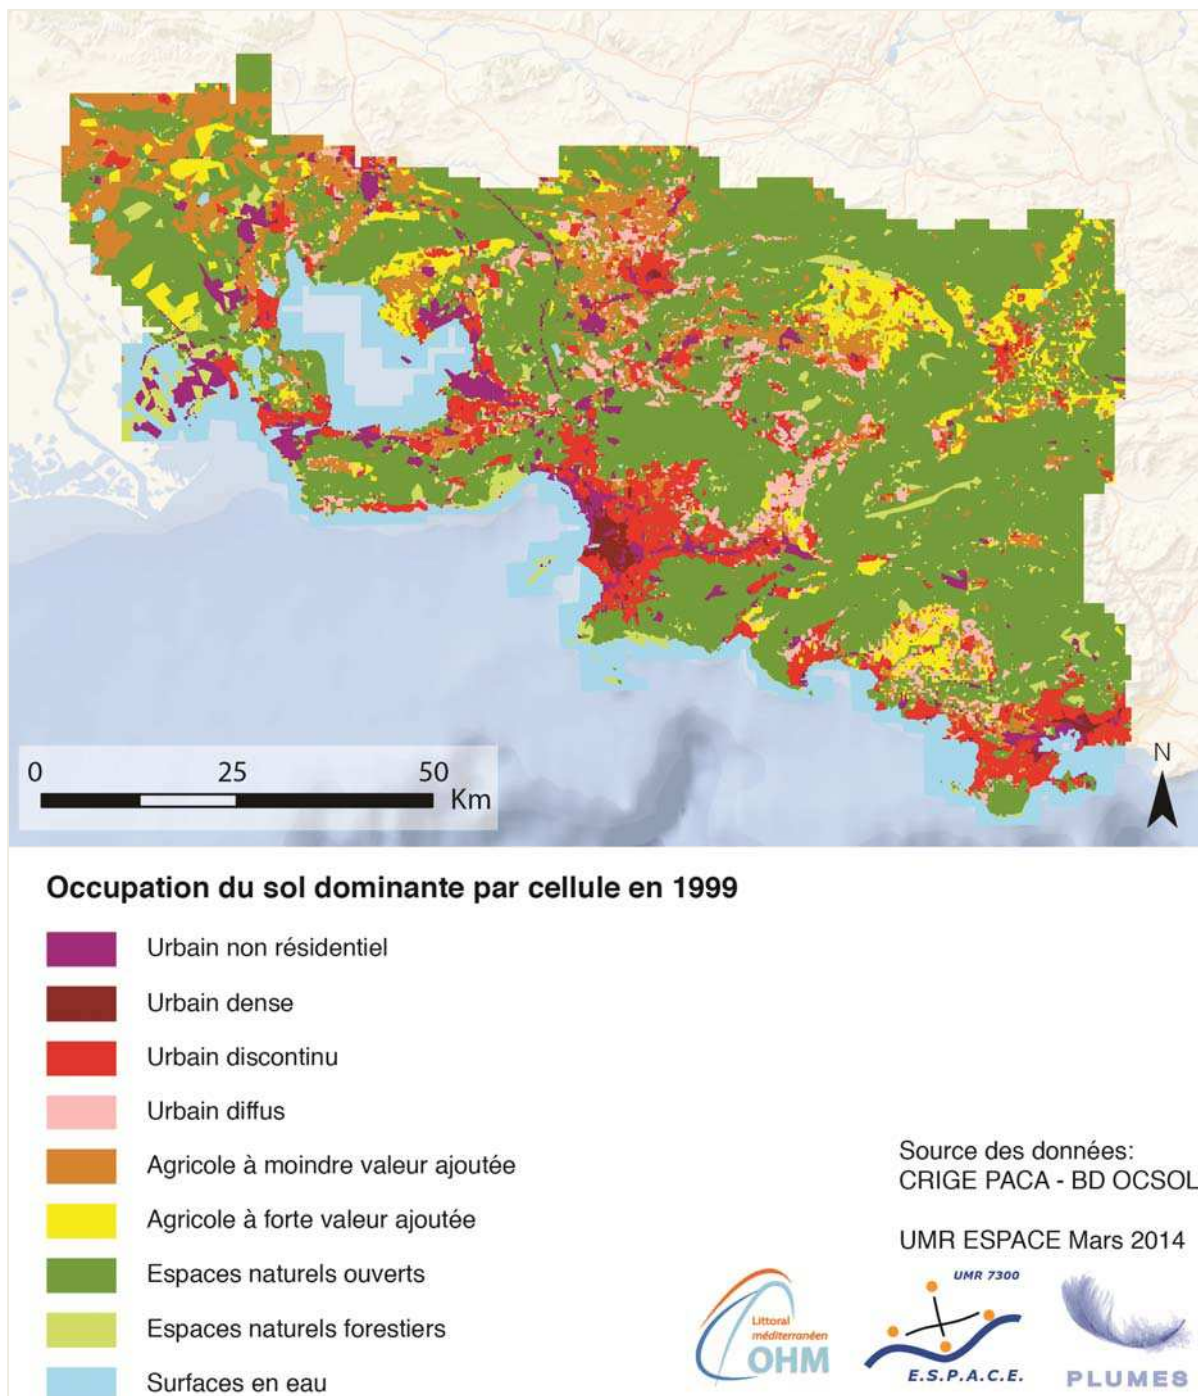 0 25 50
Km
N
Occupation du sol dominante par cellule en 1999
Urbain non résidentiel
Urbain dense
Urbain discontinu
Urbain diffus
Agricole à moindre valeur ajoutée
Agricole à forte valeur ajoutée
Espaces naturels ouverts
Espaces naturels forestiers
Surfaces en eau
Source des données:
CRIGE PACA - BD OCSOL
UMR ESPACE Mars 2014
Littoral
méditerranéen
OHM
UMR 7300
E.S.P.A.C.E.
PLUMES